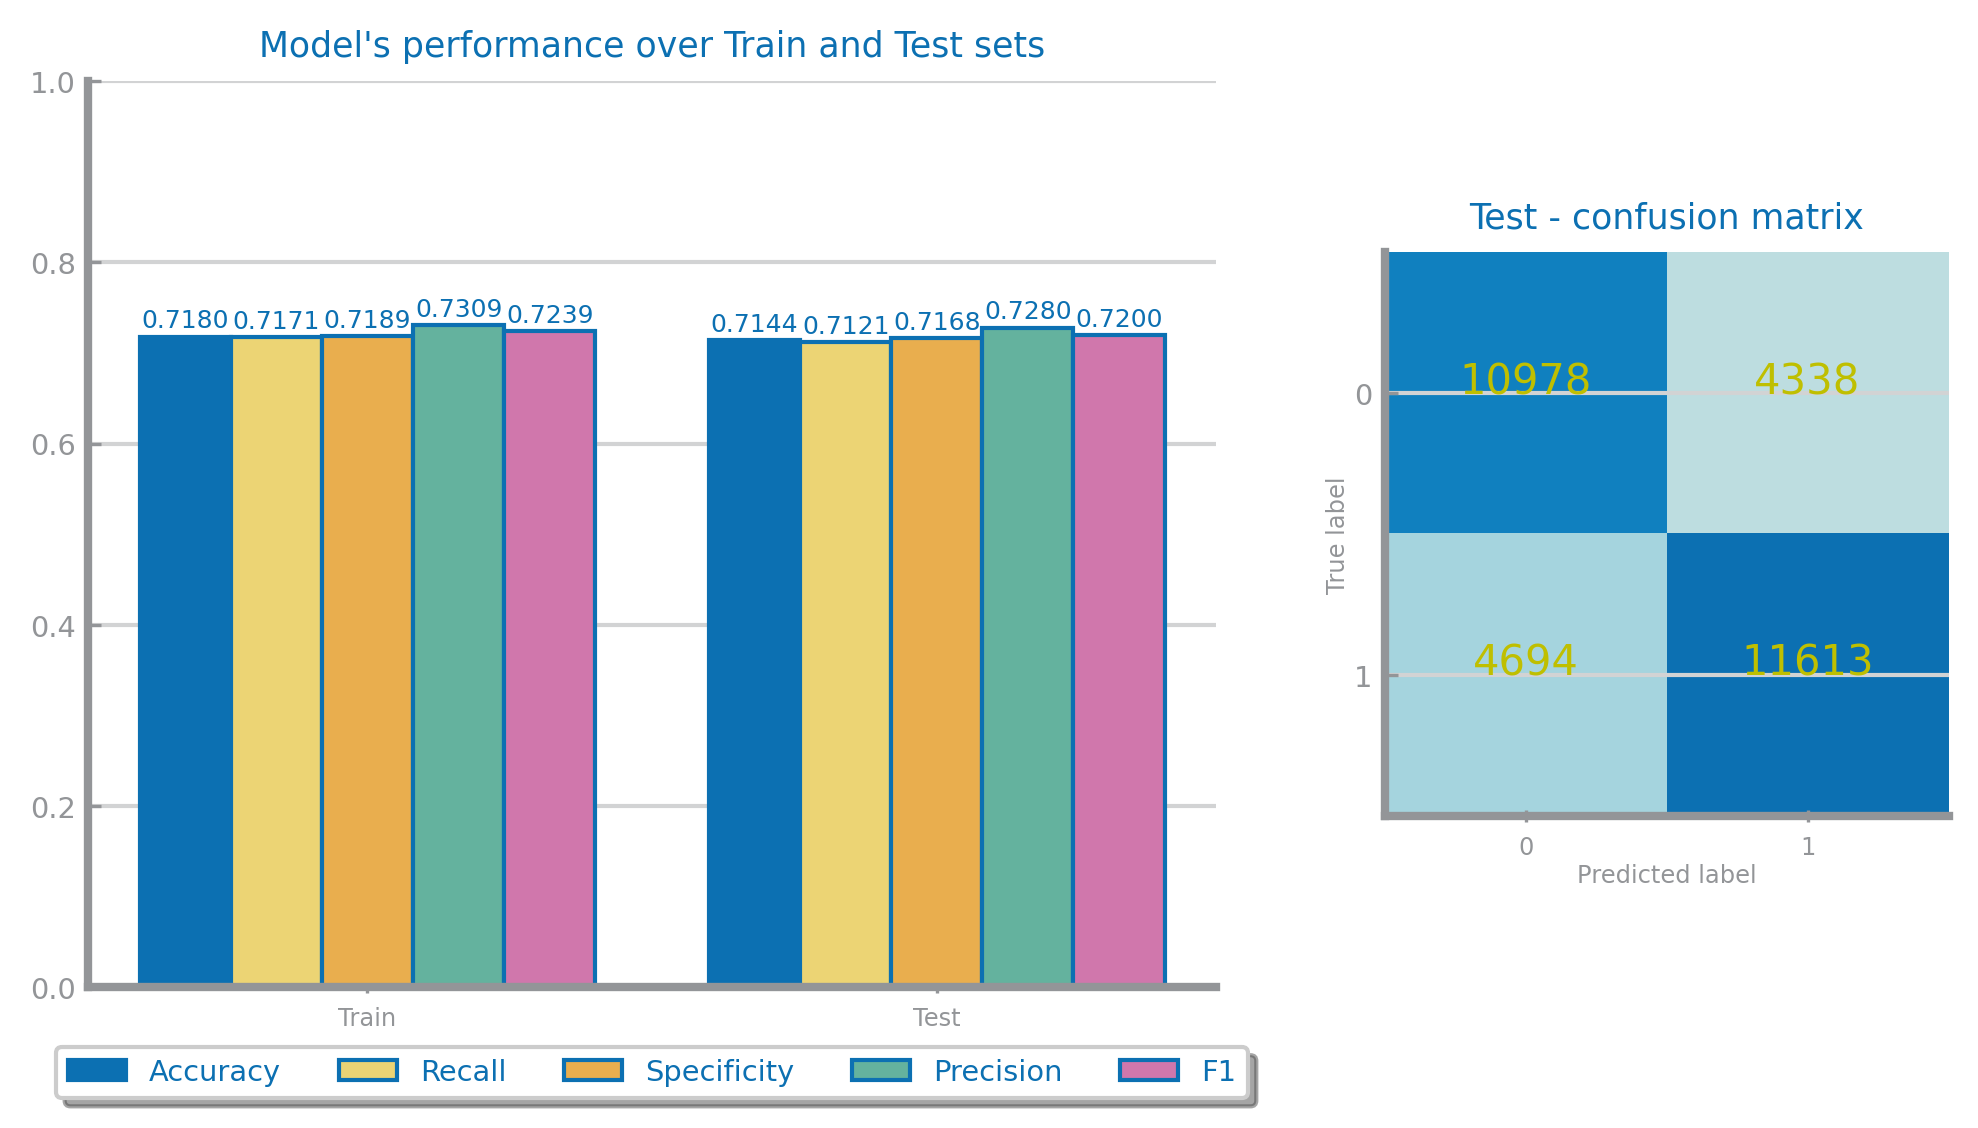 Model's performance over Train and Test sets
1.0
0.8
0.6
0.4
0.2
0.0
0.7180 0.7171 0.7189 0.7309 0.7239
0.7144 0.7121 0.7168 0.7280 0.7200
Train Test
Accuracy Recall Specificity Precision F1
Test - confusion matrix
True label
0 10978 4338
1 4694 11613
0 1
Predicted label